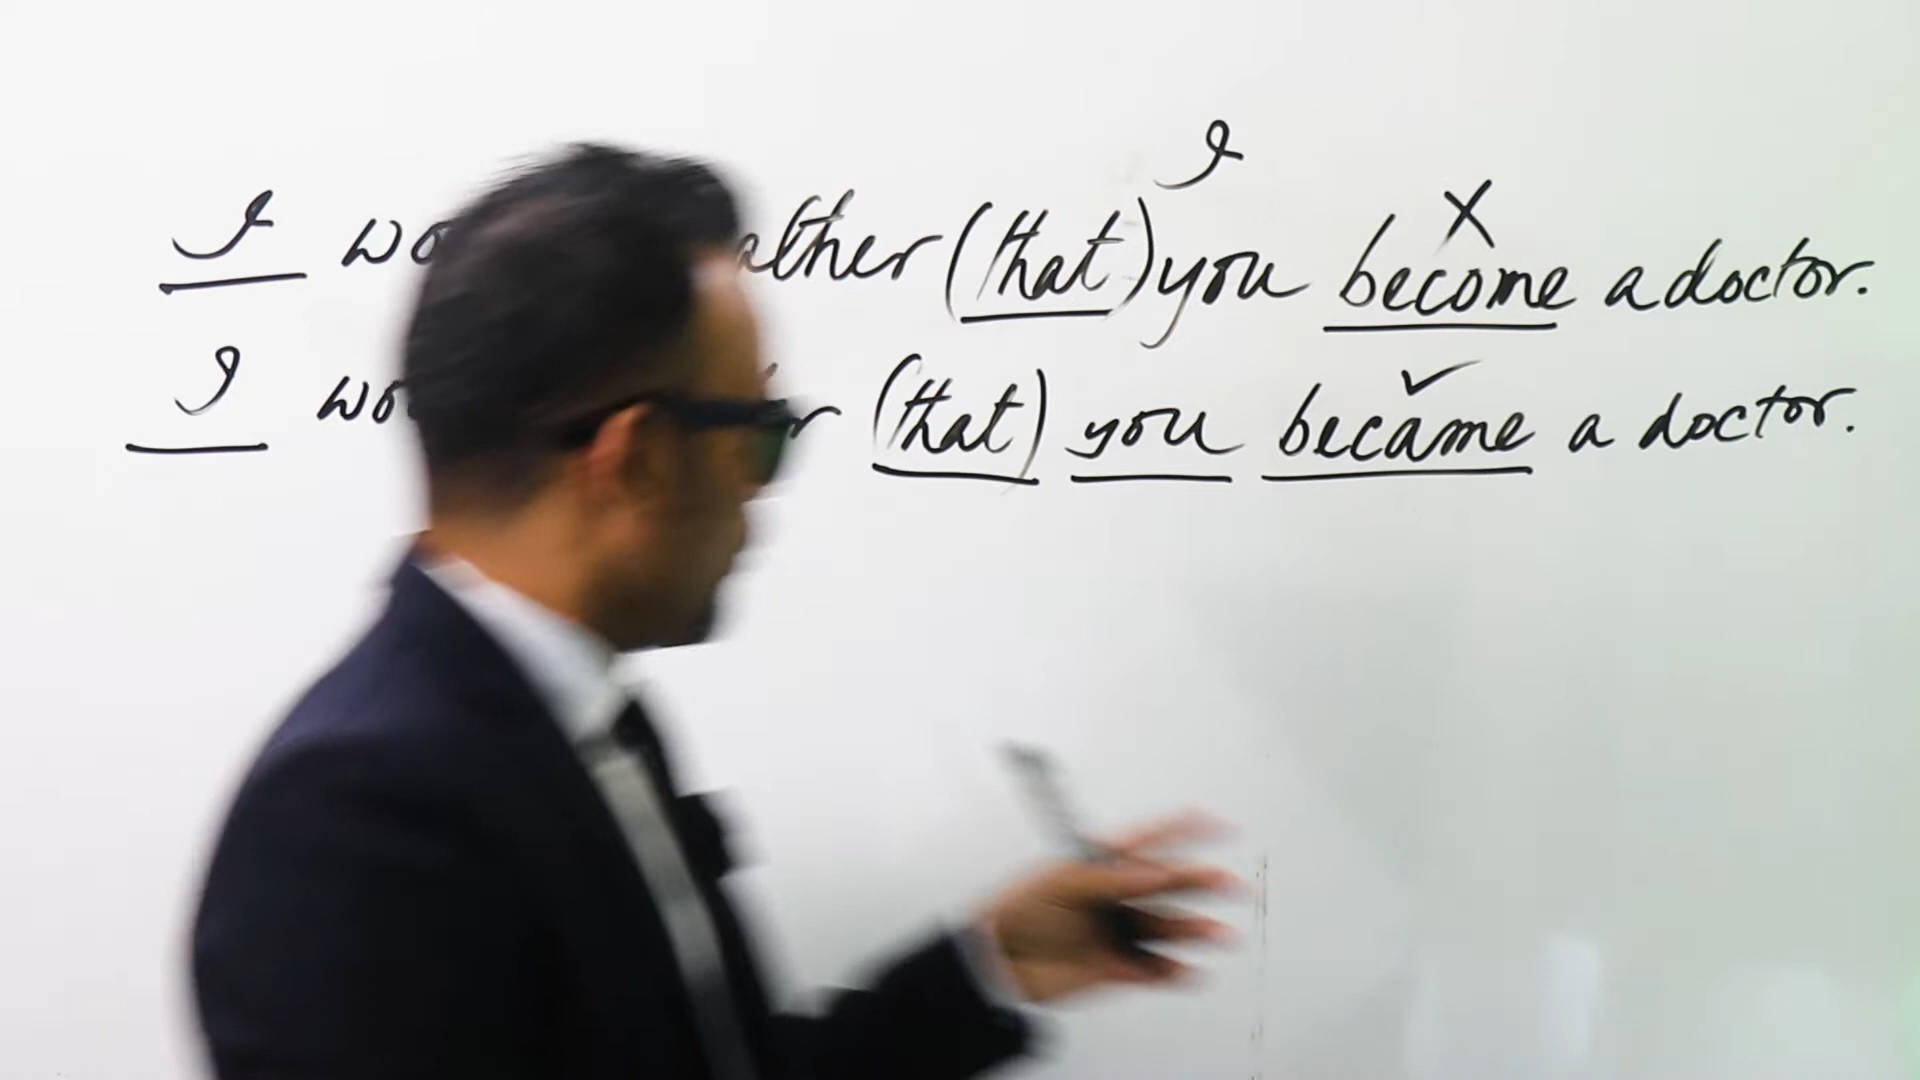 I
I wo ather (that) you become a doctor.
I wo r (that) you became a doctor.